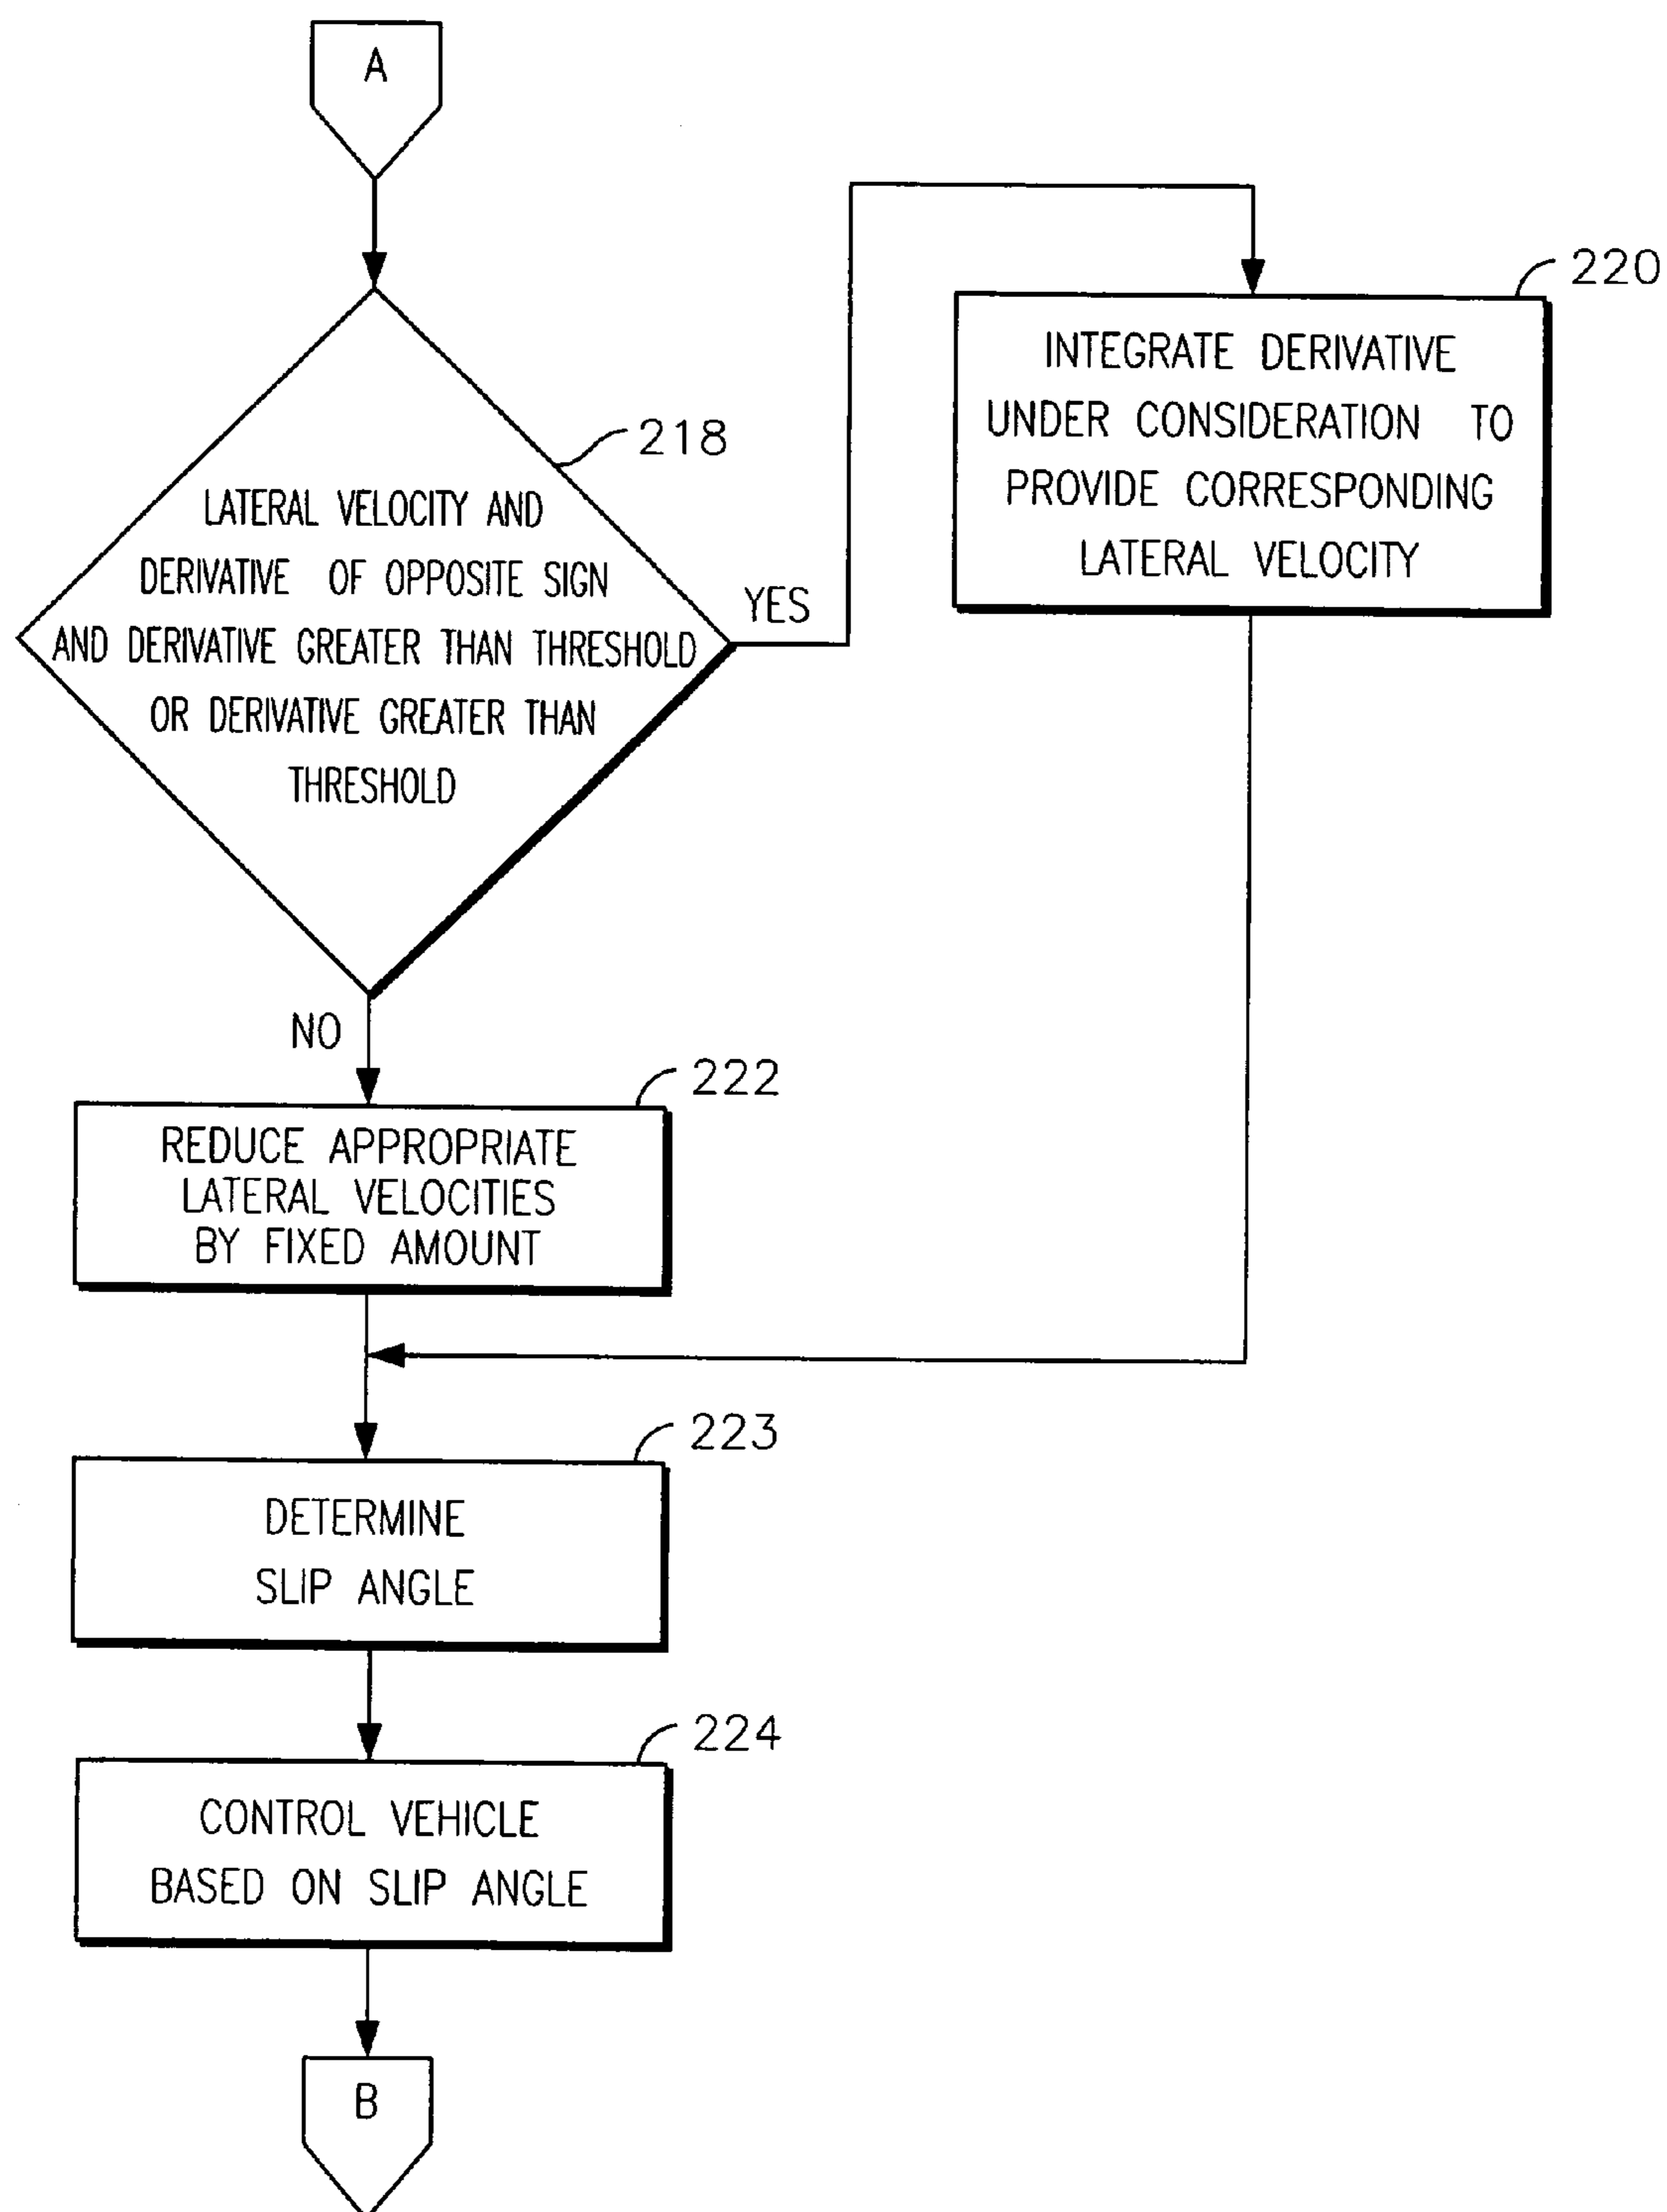 A
218
LATERAL VELOCITY AND
DERIVATIVE OF OPPOSITE SIGN
AND DERIVATIVE GREATER THAN THRESHOLD
OR DERIVATIVE GREATER THAN
THRESHOLD
YES
220
INTEGRATE DERIVATIVE
UNDER CONSIDERATION TO
PROVIDE CORRESPONDING
LATERAL VELOCITY
NO
222
REDUCE APPROPRIATE
LATERAL VELOCITIES
BY FIXED AMOUNT
223
DETERMINE
SLIP ANGLE
224
CONTROL VEHICLE
BASED ON SLIP ANGLE
B